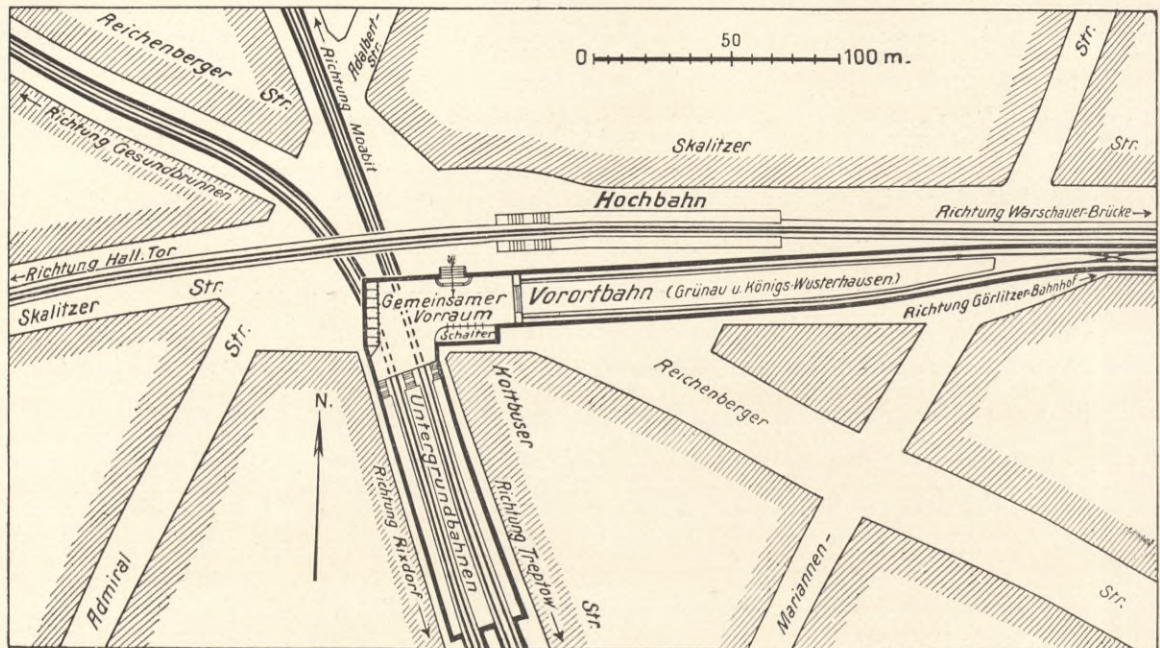 Reichenberger
Str.
← Richtung Gesundbrunnen
← Richtung Moabit
Adalbert-
Str.
0 50 100 m.
Skalitzer
Str.
Str.
Hochbahn
Richtung Warschauer-Brücke →
← Richtung Hall. Tor
Skalitzer
Str.
Gemeinsamer
Vorraum
Schalter
Vorortbahn (Grünau u. Königs-Wusterhausen.)
Richtung Görlitzer-Bahnhof →
Str.
Admiral
N.
Untergrundbahnen
Richtung Rixdorf →
Kottbuser
Richtung Treptow →
Str.
Reichenberger
Str.
Mariannen-